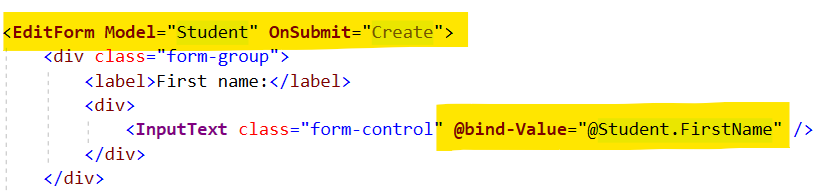 <EditForm Model="Student" OnSubmit="Create">
<div class="form-group">
<label>First name:</label>
<div>
<InputText class="form-control" @bind-Value="@Student.FirstName" />
</div>
</div>